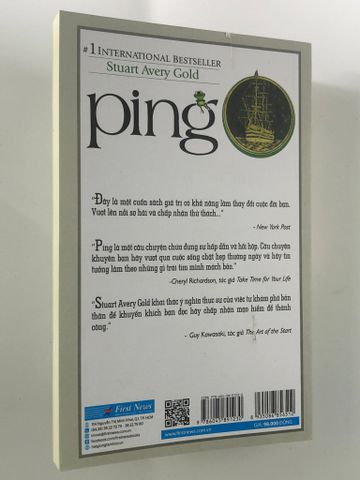 #1 INTERNATIONAL BESTSELLER
Stuart Avery Gold
ping
"Đây là một cuốn sách giá trị có khả năng làm thay đổi cuộc đời bạn.
Vượt lên nỗi sợ hãi và chấp nhận thử thách..."
- New York Post
"Ping là một câu chuyện chứa đựng sự hấp dẫn và hồi hộp. Câu chuyện
khuyên bạn hãy vượt qua cuộc sống chật hẹp thường ngày và hãy tin
tưởng làm theo những gì trái tim mình mách bảo."
-Cheryl Richardson, tác giả Take Time for Your Life
"Stuart Avery Gold khai thác ý nghĩa thực sự của việc tự khám phá bản
thân để khuyến khích bạn đọc hãy chấp nhận mạo hiểm để thành
công."
- Guy Kawasaki, tác giả The Art of the Start
First News
www.firstnews.com.vn
GIÁ: 96.000 ĐỒNG